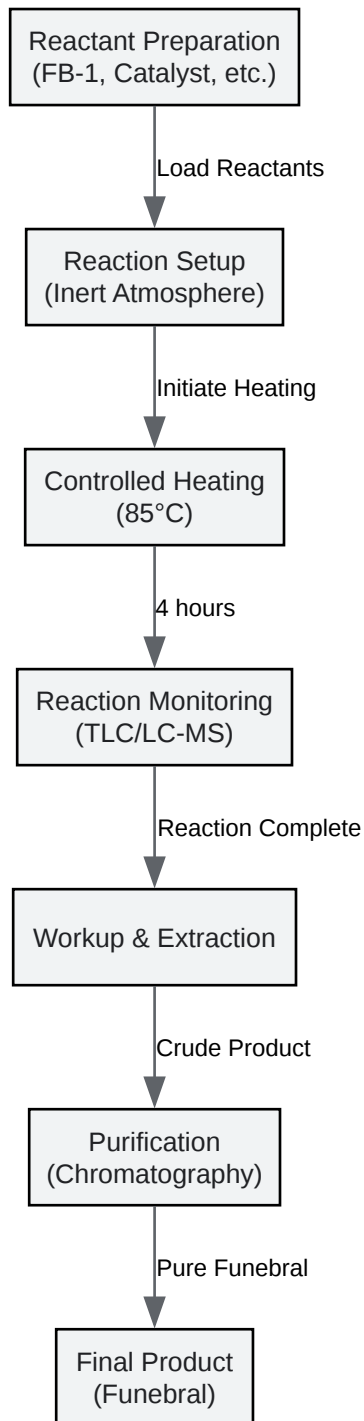 Reactant Preparation
(FB-1, Catalyst, etc.)
Load Reactants
Reaction Setup
(Inert Atmosphere)
Initiate Heating
Controlled Heating
(85°C)
4 hours
Reaction Monitoring
(TLC/LC-MS)
Reaction Complete
Workup & Extraction
Crude Product
Purification
(Chromatography)
Pure Funebral
Final Product
(Funebral)